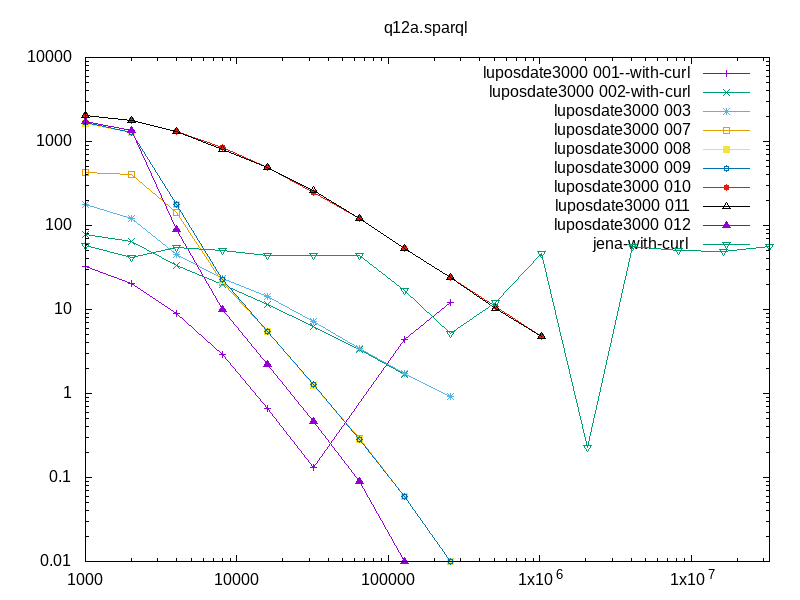 q12a.sparql
10000
1000
100
10
1
0.1
0.01
luposdate3000 001--with-curl
luposdate3000 002-with-curl
luposdate3000 003
luposdate3000 007
luposdate3000 008
luposdate3000 009
luposdate3000 010
luposdate3000 011
luposdate3000 012
jena-with-curl
1000 10000 100000 1x10^6 1x10^7